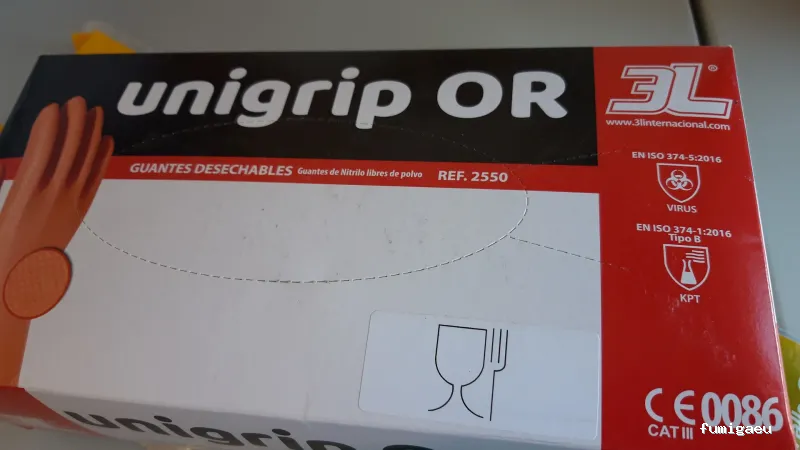 unigrip OR
3L®
www.3linternacional.com
GUANTES DESECHABLES Guantes de Nitrilo libres de polvo REF. 2550
EN ISO 374-5:2016
VIRUS
EN ISO 374-1:2016
Tipo B
KPT
CE 0086
CAT III
unigrip OR
fumigaeu